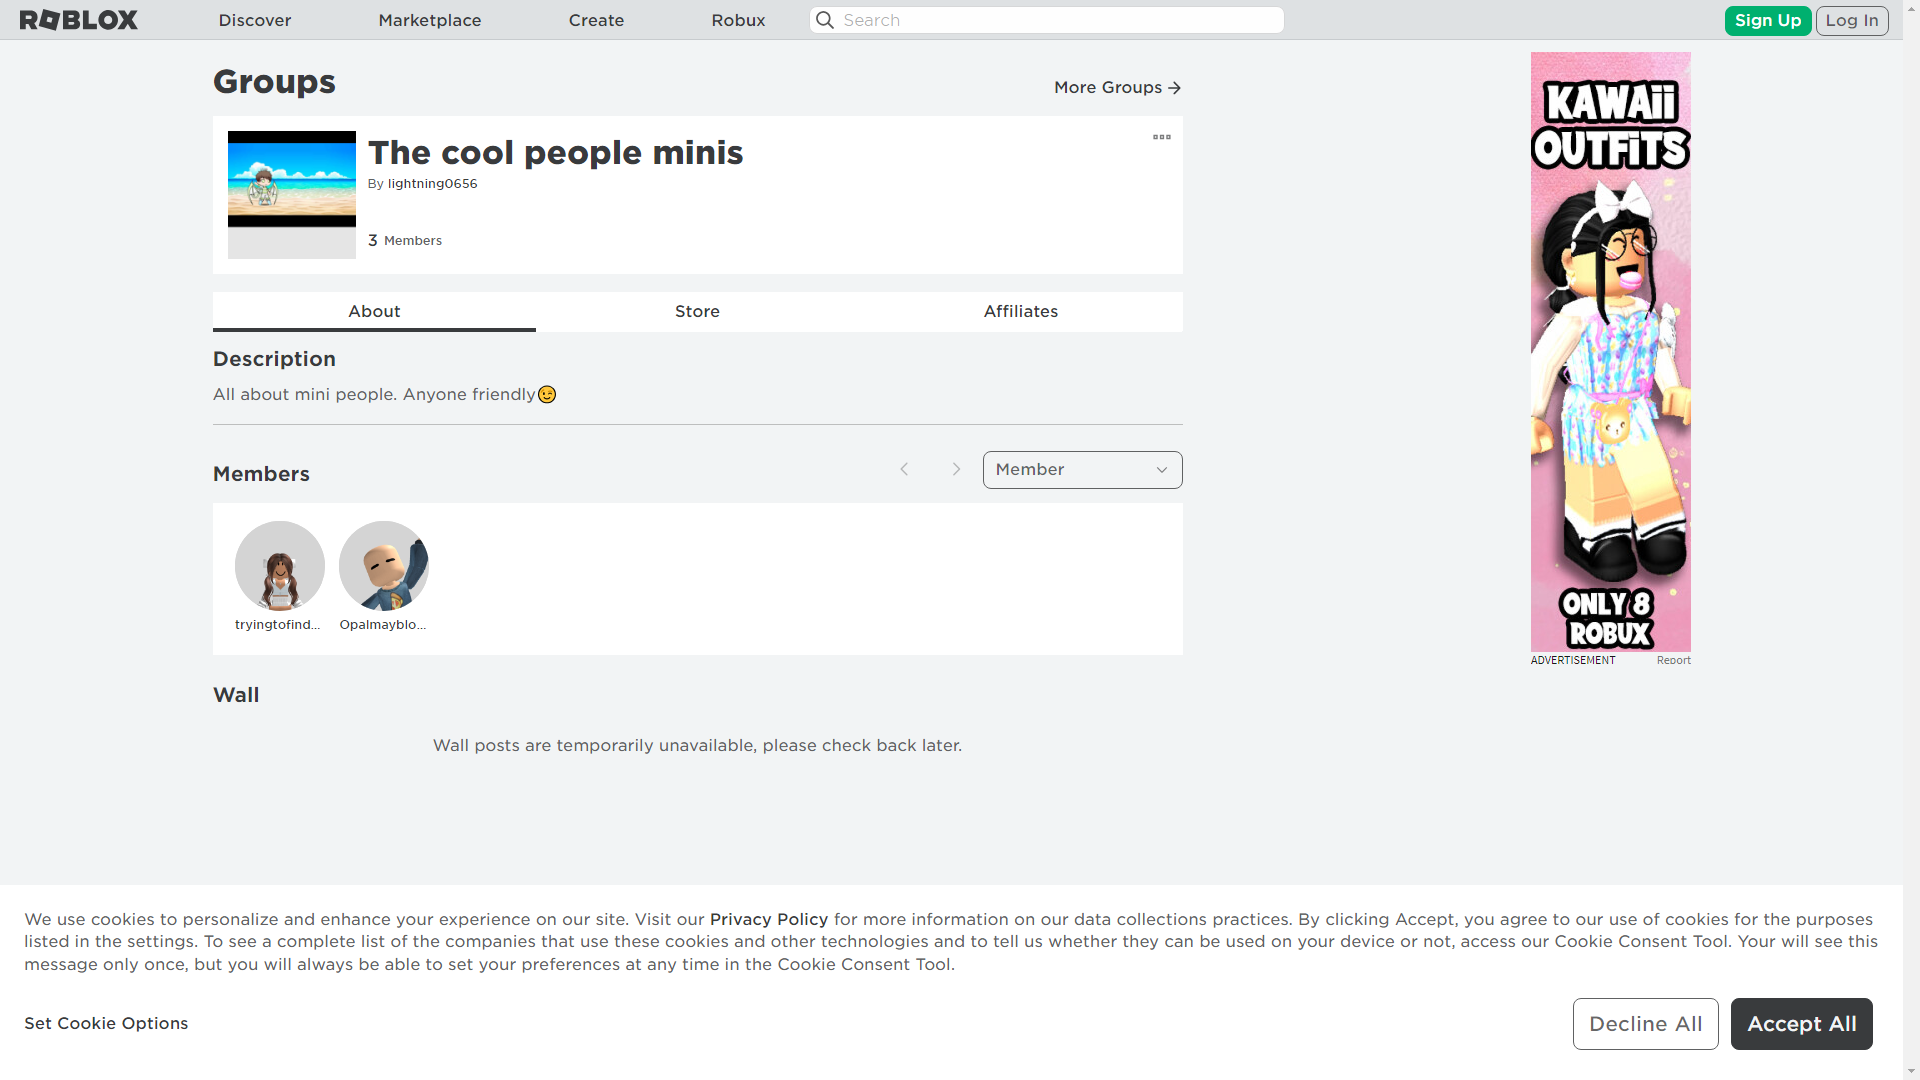 ROBLOX
Discover
Marketplace
Create
Robux
Search
Sign Up
Log In
Groups
More Groups
The cool people minis
By lightning0656
3 Members
About
Store
Affiliates
Description
All about mini people. Anyone friendly😉
Members
Member
tryingtofind...
Opalmayblo...
Wall
Wall posts are temporarily unavailable, please check back later.
KAWAii
OUTFiTS
ONLY 8
ROBUX
ADVERTISEMENT
Report
We use cookies to personalize and enhance your experience on our site. Visit our Privacy Policy for more information on our data collections practices. By clicking Accept, you agree to our use of cookies for the purposes
listed in the settings. To see a complete list of the companies that use these cookies and other technologies and to tell us whether they can be used on your device or not, access our Cookie Consent Tool. Your will see this
message only once, but you will always be able to set your preferences at any time in the Cookie Consent Tool.
Set Cookie Options
Decline All
Accept All